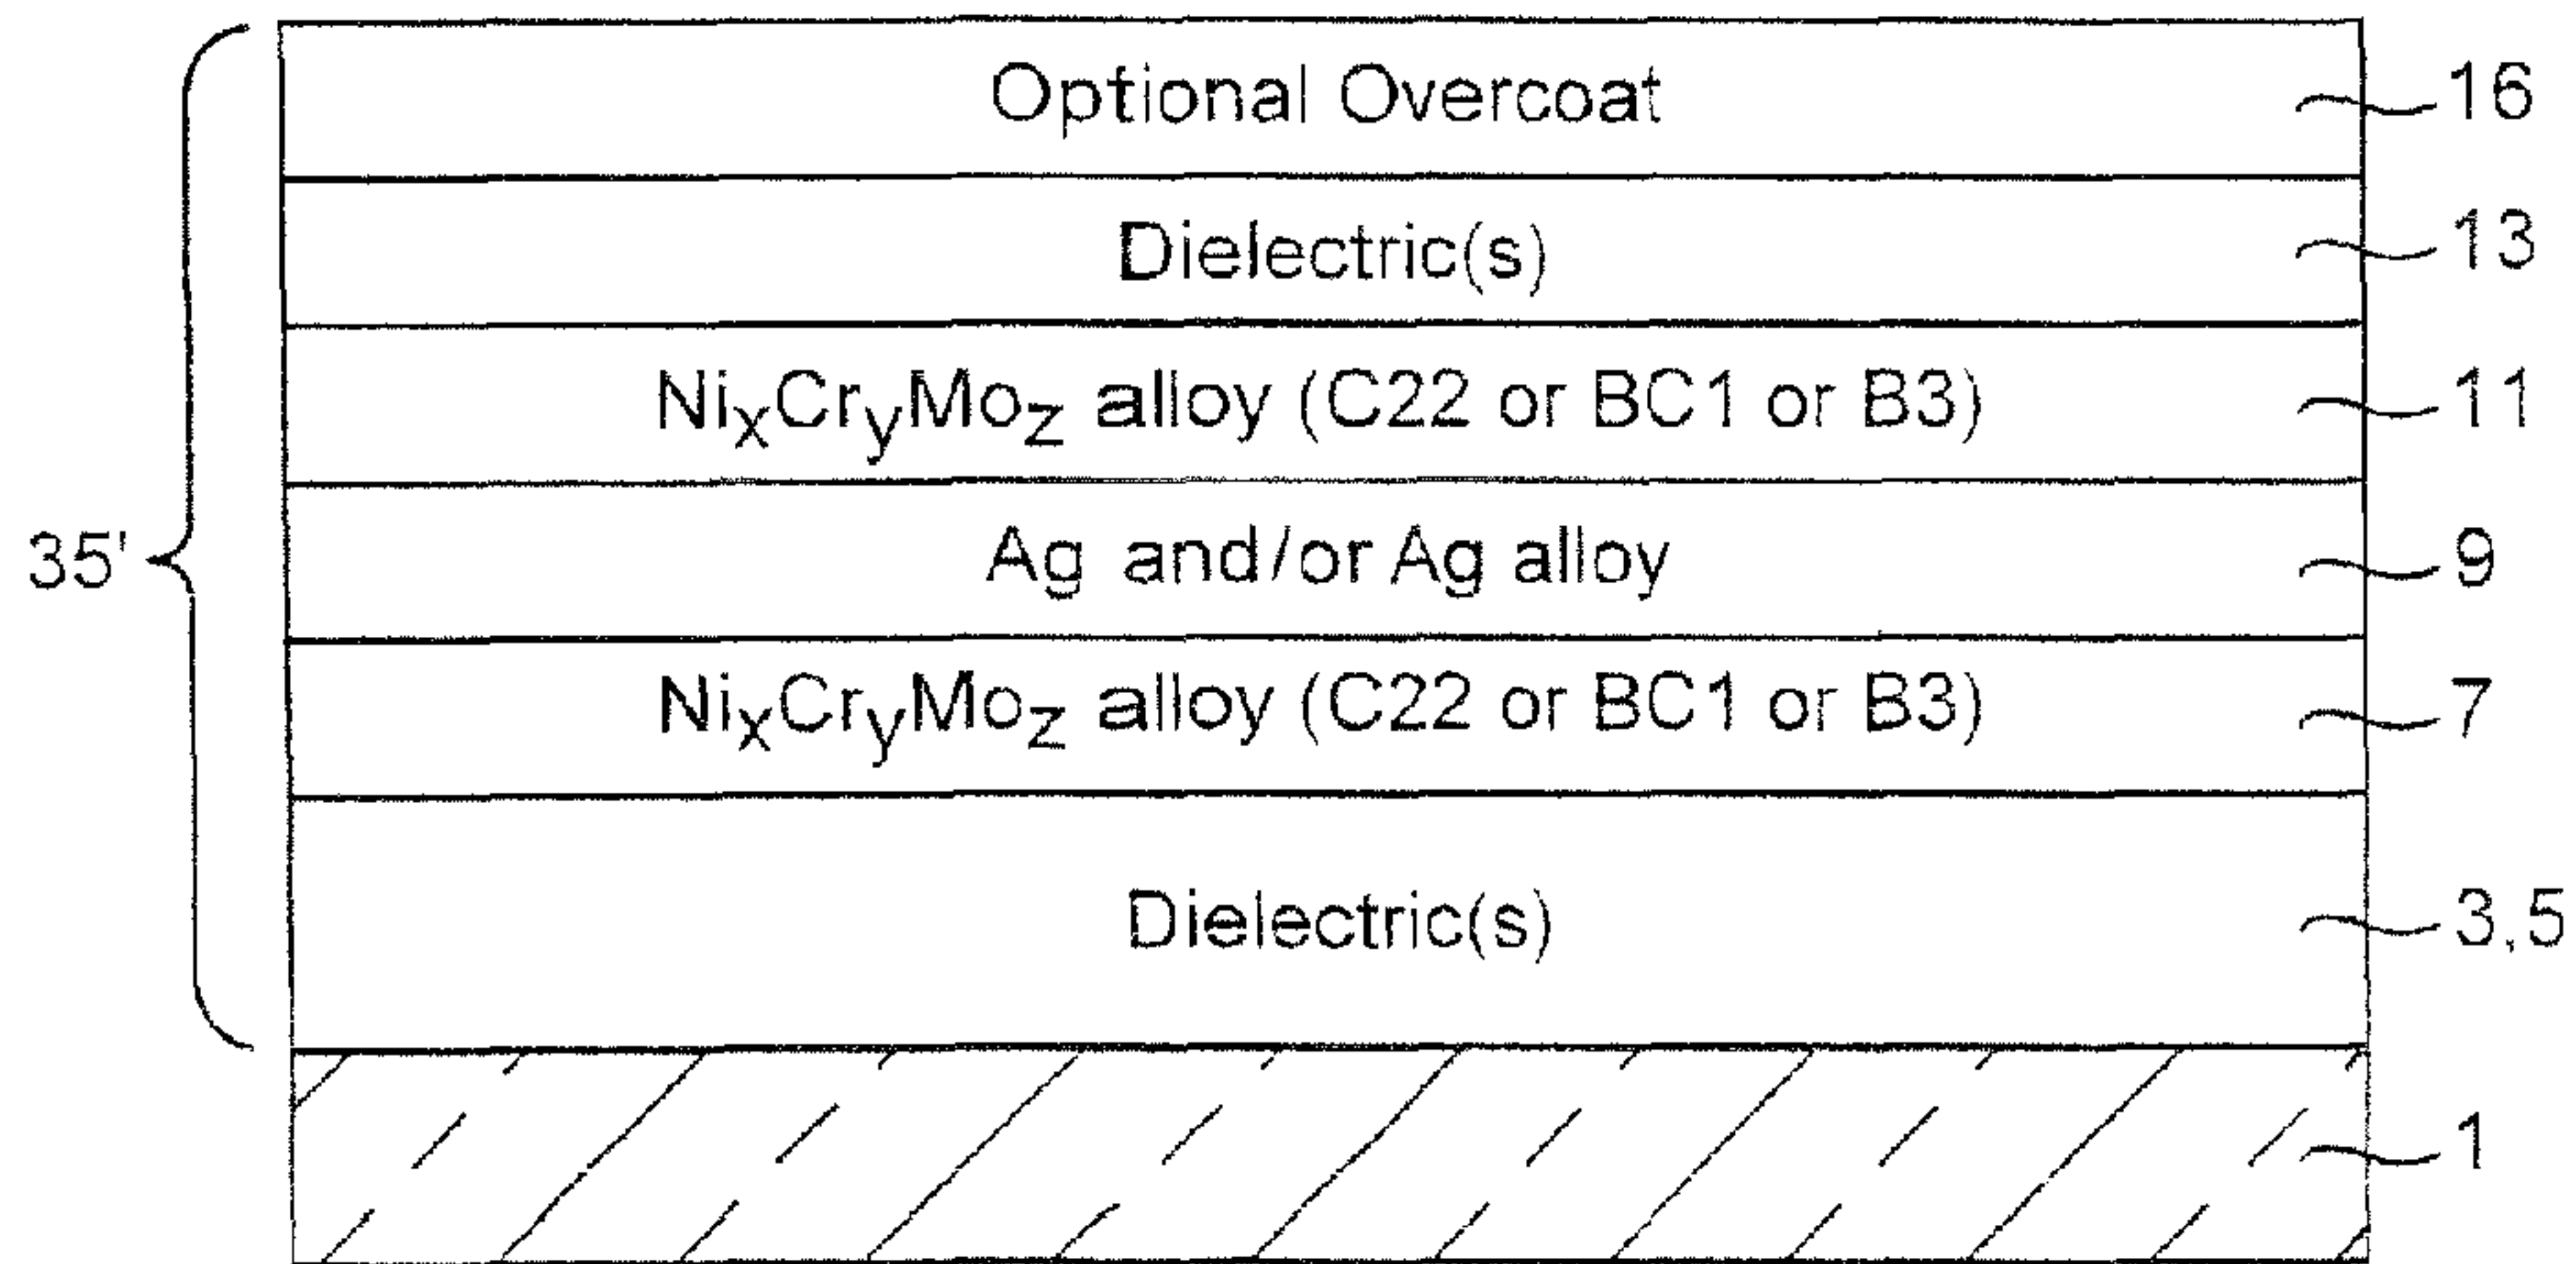 Optional Overcoat 16
Dielectric(s) 13
NixCryMoz alloy (C22 or BC1 or B3) 11
35' Ag and/or Ag alloy 9
NixCryMoz alloy (C22 or BC1 or B3) 7
Dielectric(s) 3,5
1